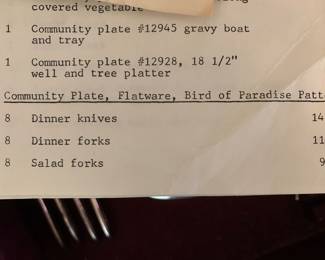 covered vegetable
1 Community plate #12945 gravy boat
and tray
1 Community plate #12928, 18 1/2"
well and tree platter
Community Plate, Flatware, Bird of Paradise Patt
8 Dinner knives 14
8 Dinner forks 11
8 Salad forks 9